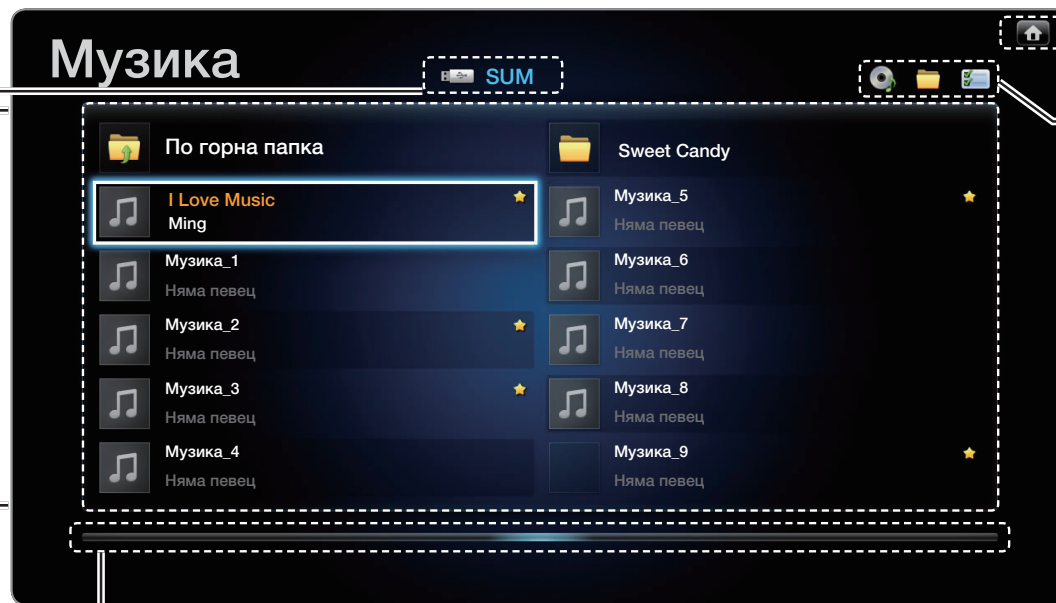 Музика
SUM
По горна папка
Sweet Candy
I Love Music
Ming
Музика_5
Няма певец
Музика_1
Няма певец
Музика_6
Няма певец
Музика_2
Няма певец
Музика_7
Няма певец
Музика_3
Няма певец
Музика_8
Няма певец
Музика_4
Няма певец
Музика_9
Няма певец